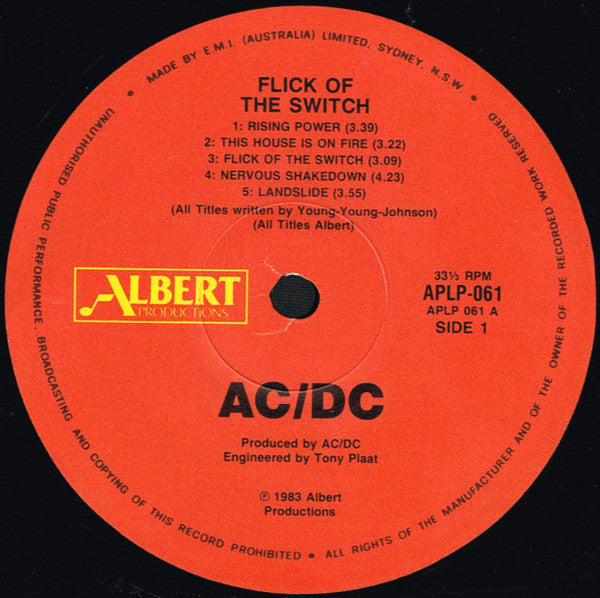 MADE BY E.M.I. (AUSTRALIA) LIMITED, SYDNEY, N.S.W •
UNAUTHORISED PUBLIC PERFORMANCE. BROADCASTING AND COPYING OF THIS RECORD PROHIBITED • ALL RIGHTS OF THE MANUFACTURER AND OF THE OWNER OF THE RECORDED WORK RESERVED •
FLICK OF
THE SWITCH
1: RISING POWER (3.39)
2: THIS HOUSE IS ON FIRE (3.22)
3: FLICK OF THE SWITCH (3.09)
4: NERVOUS SHAKEDOWN (4.23)
5: LANDSLIDE (3.55)
(All Titles written by Young-Young-Johnson)
(All Titles Albert)
ALBERT
PRODUCTIONS
33⅓ RPM
APLP-061
APLP 061 A
SIDE 1
AC/DC
Produced by AC/DC
Engineered by Tony Plaat
℗ 1983 Albert
Productions